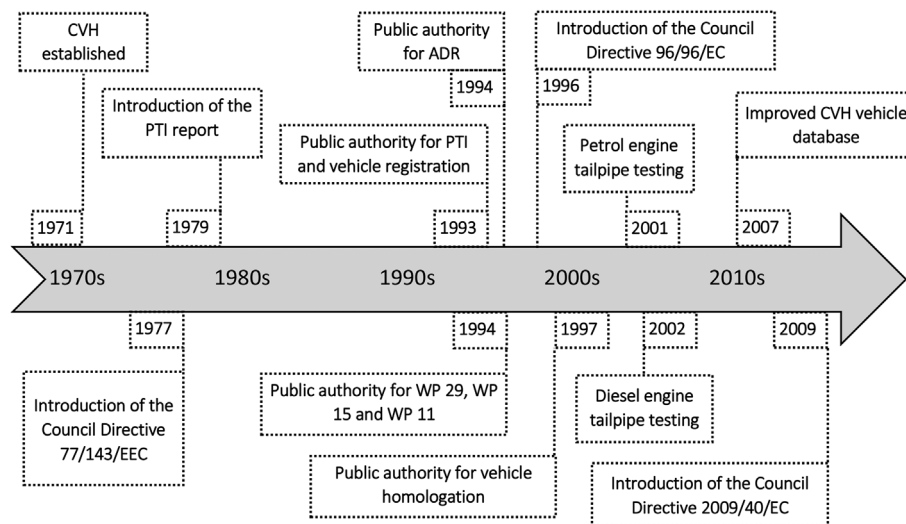 CVH
established
1971
Introduction of the
PTI report
1979
Public authority
for ADR
1994
Public authority for PTI
and vehicle registration
1993
Introduction of the Council
Directive 96/96/EC
1996
Petrol engine
tailpipe testing
2001
Improved CVH vehicle
database
2007
1970s
1980s
1990s
2000s
2010s
1977
Introduction of the
Council Directive
77/143/EEC
1994
Public authority for WP 29, WP
15 and WP 11
1997
Public authority for vehicle
homologation
2002
Diesel engine
tailpipe testing
2009
Introduction of the Council
Directive 2009/40/EC